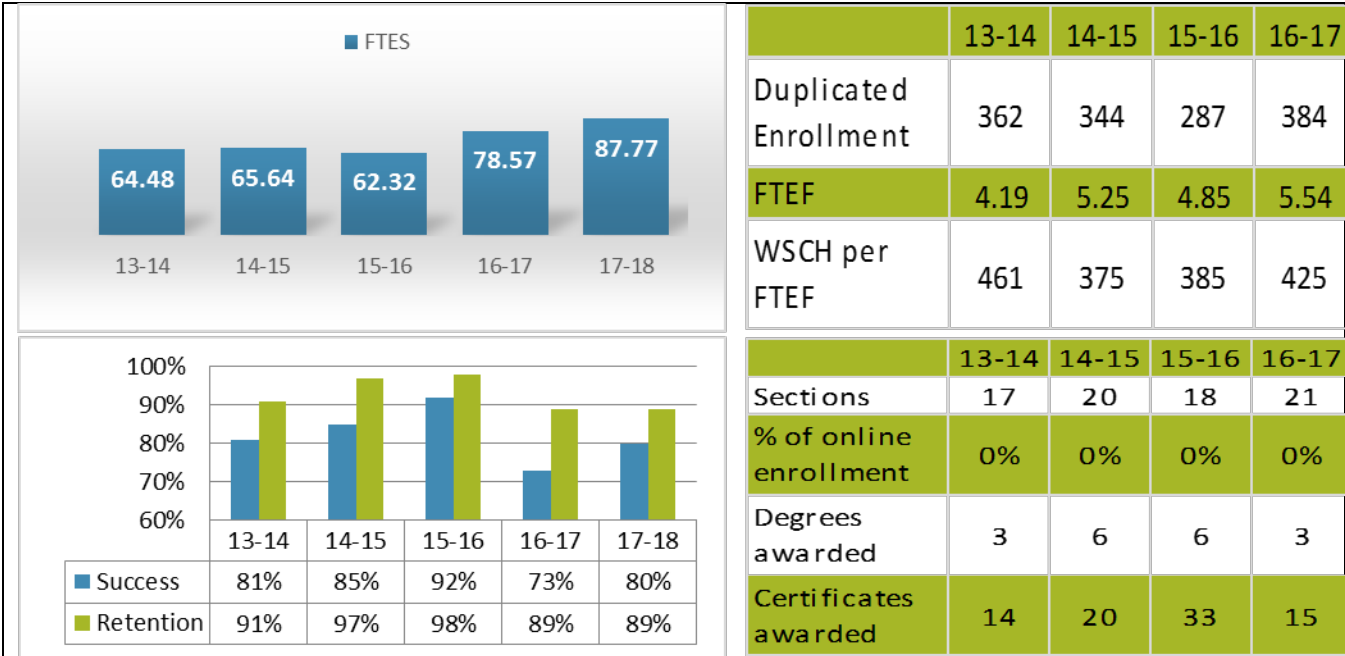 FTES
64.48 65.64 62.32 78.57 87.77
13-14 14-15 15-16 16-17 17-18
13-14 14-15 15-16 16-17
Duplicated
Enrollment 362 344 287 384
FTEF 4.19 5.25 4.85 5.54
WSCH per
FTEF 461 375 385 425
100%
90%
80%
70%
60%
13-14 14-15 15-16 16-17 17-18
Success 81% 85% 92% 73% 80%
Retention 91% 97% 98% 89% 89%
13-14 14-15 15-16 16-17
Sections 17 20 18 21
% of online
enrollment 0% 0% 0% 0%
Degrees
awarded 3 6 6 3
Certificates
awarded 14 20 33 15